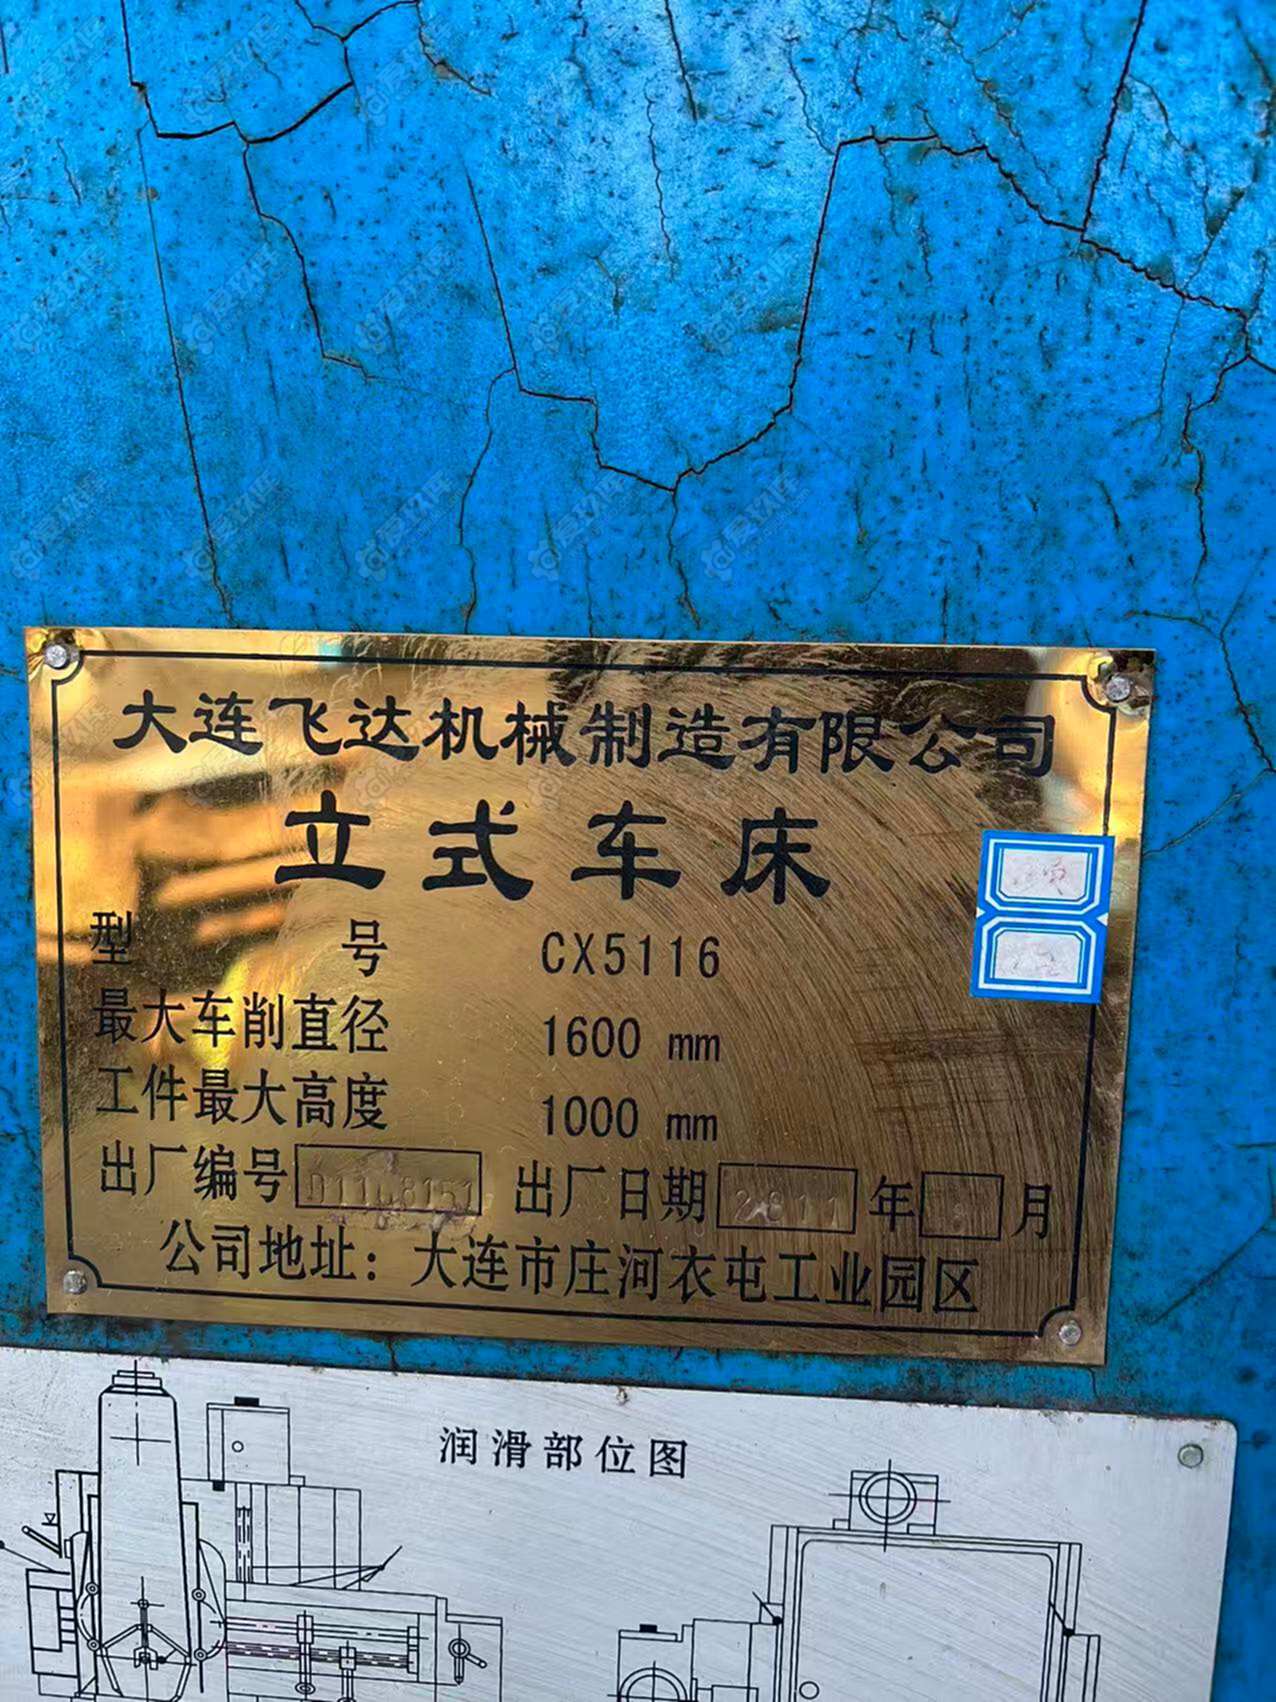 大连飞达机械制造有限公司
立式车床
型号 CX5116
最大车削直径 1600 mm
工件最大高度 1000 mm
出厂编号 出厂日期 2011 年 月
公司地址：大连市庄河衣屯工业园区
润滑部位图